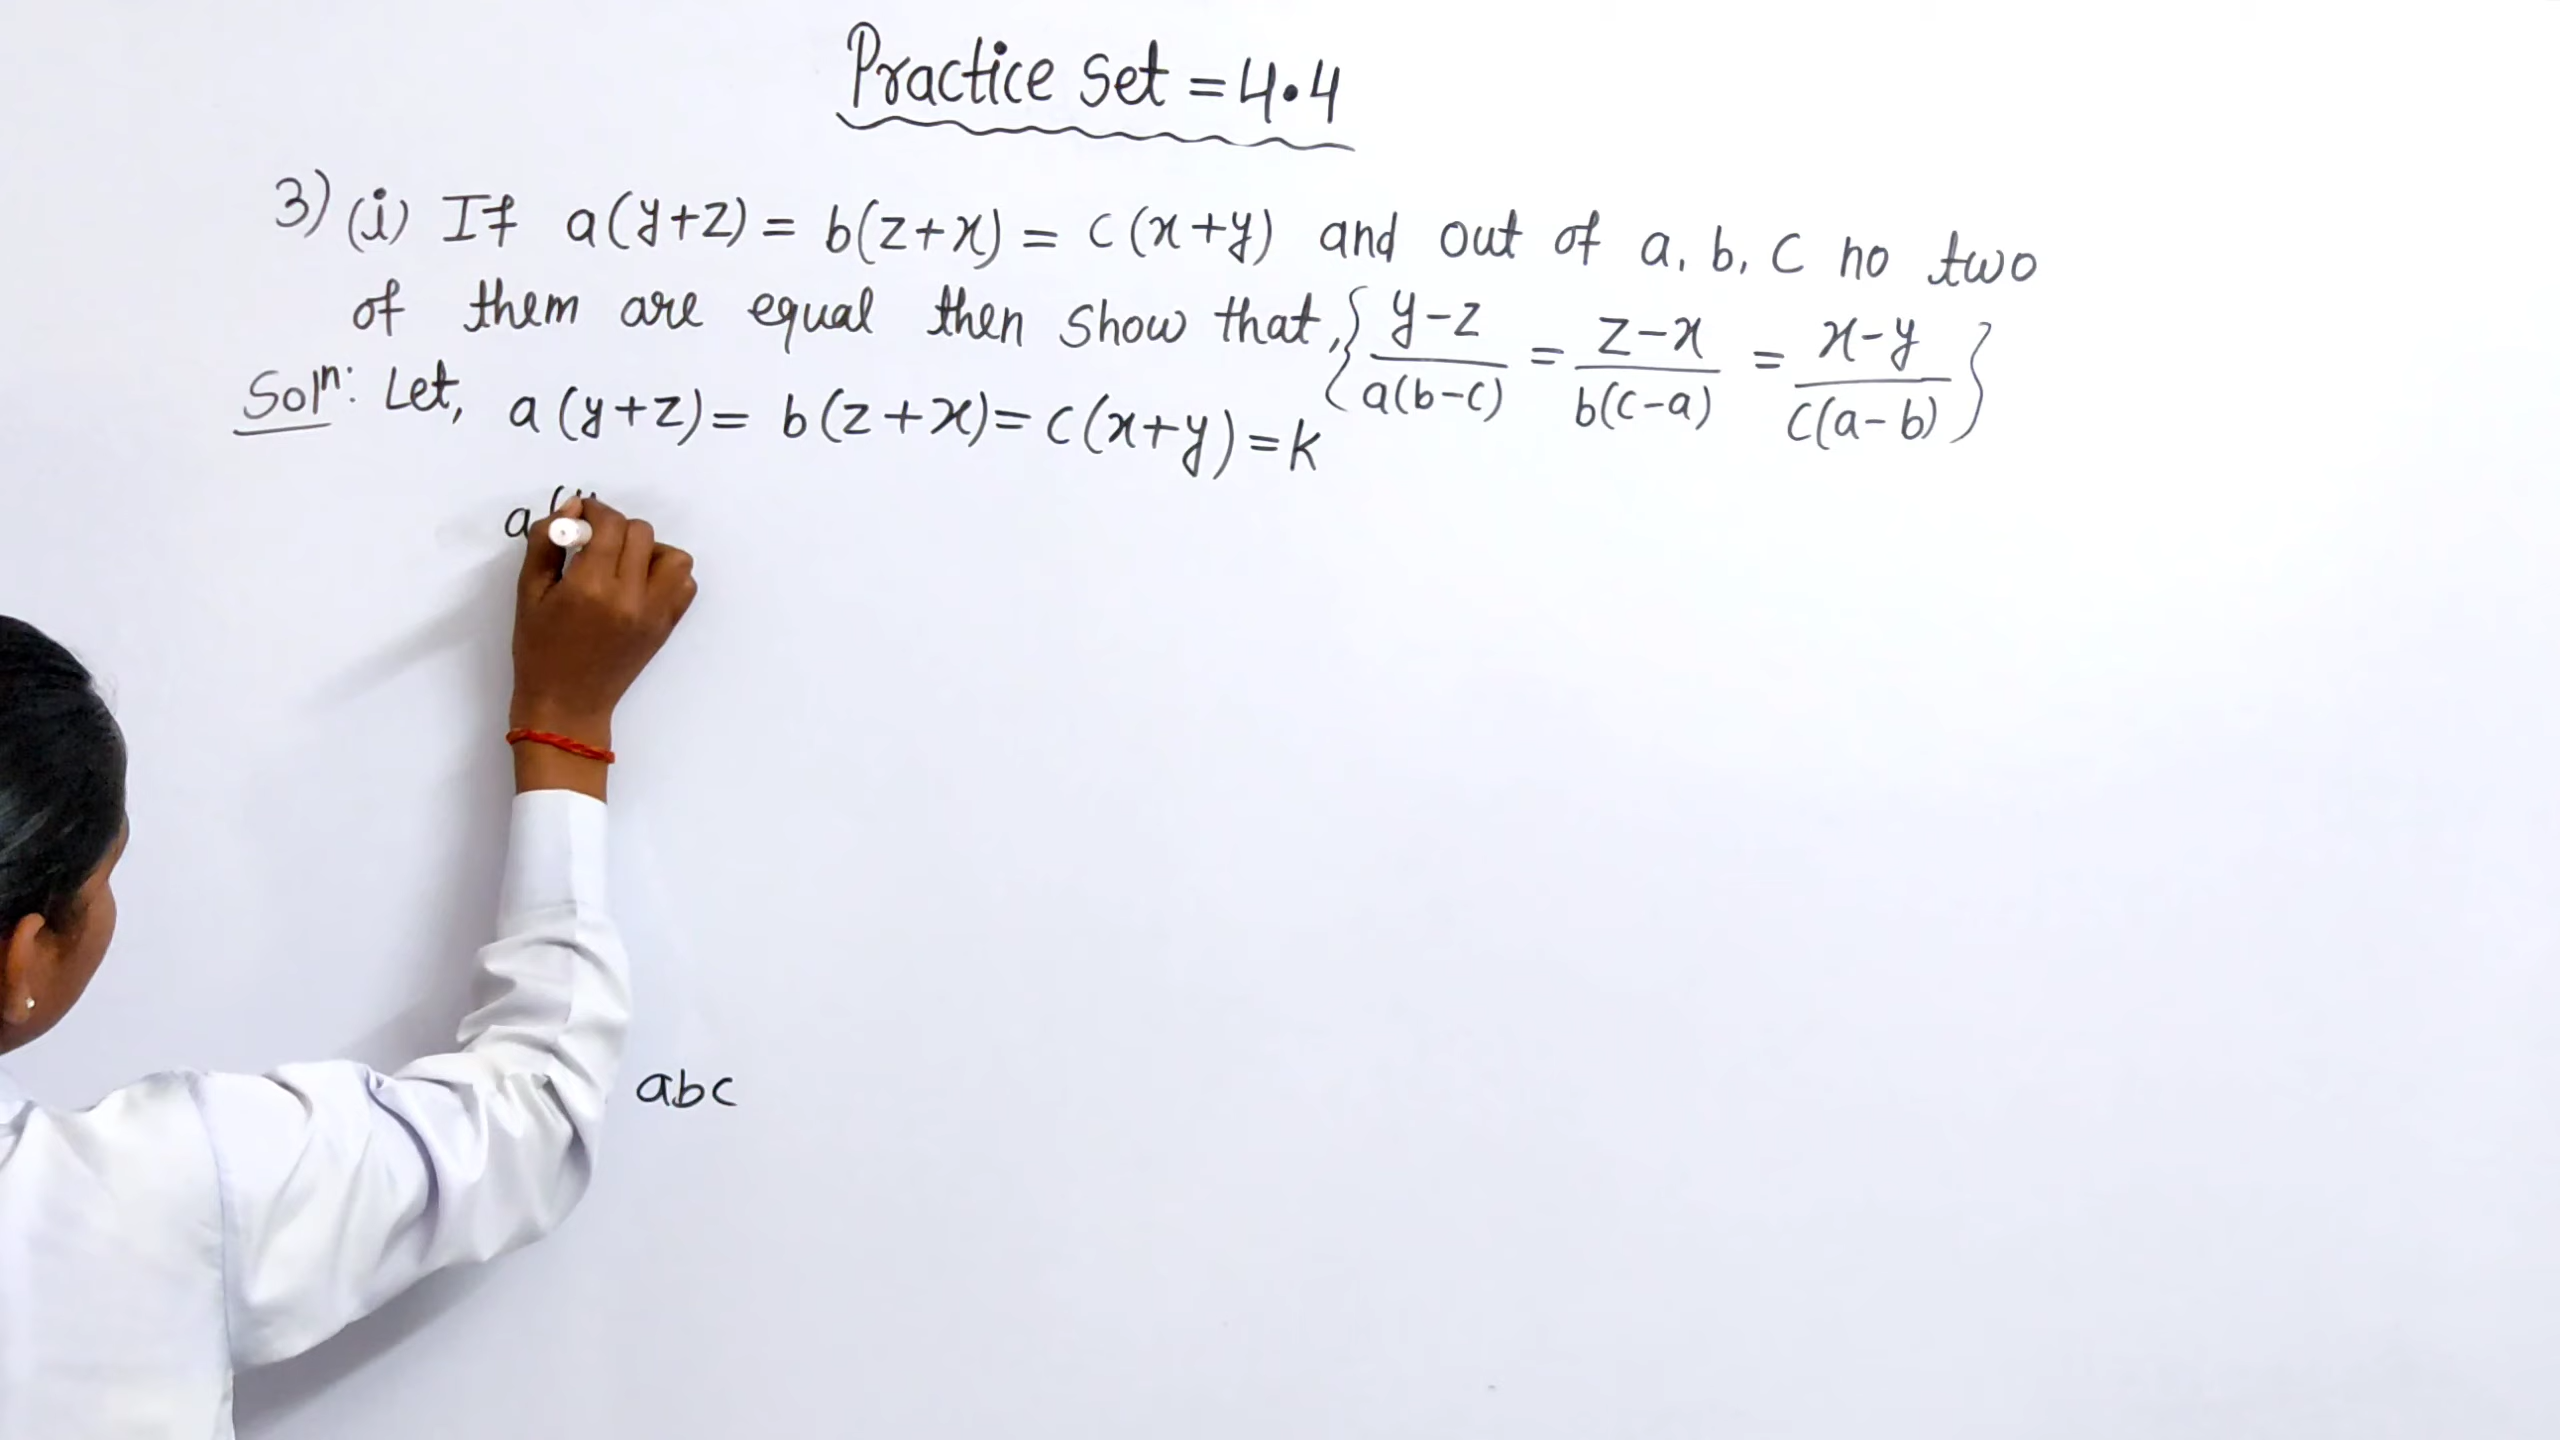 Practice Set = 4.4
3) (i) If a(y+z) = b(z+x) = c(x+y) and out of a, b, c no two
of them are equal then show that, { (y-z)/(a(b-c)) = (z-x)/(b(c-a)) = (x-y)/(c(a-b)) }
Solⁿ: Let, a(y+z) = b(z+x) = c(x+y) = k
a(
abc